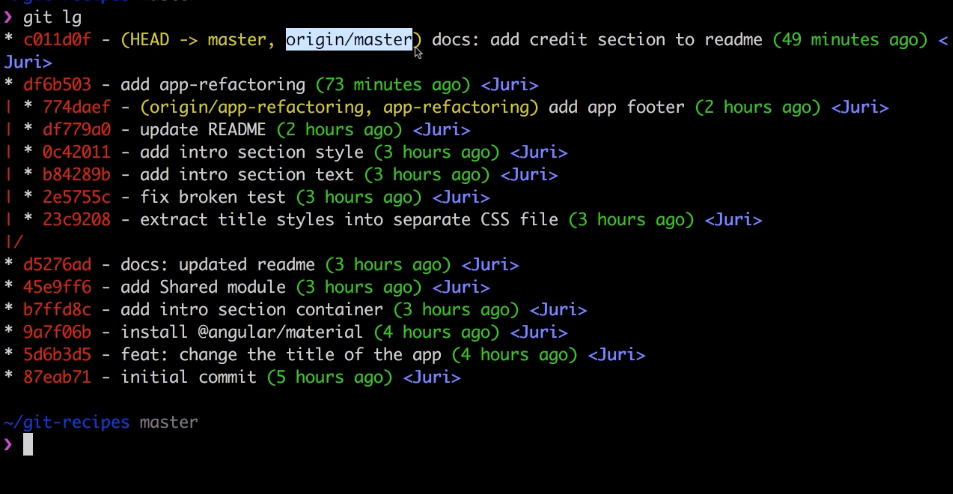 ~/git-recipes master
❯ git lg
* c011d0f - (HEAD -> master, origin/master) docs: add credit section to readme (49 minutes ago) <
Juri>
* df6b503 - add app-refactoring (73 minutes ago) <Juri>
| * 774daef - (origin/app-refactoring, app-refactoring) add app footer (2 hours ago) <Juri>
| * df779a0 - update README (2 hours ago) <Juri>
| * 0c42011 - add intro section style (3 hours ago) <Juri>
| * b84289b - add intro section text (3 hours ago) <Juri>
| * 2e5755c - fix broken test (3 hours ago) <Juri>
| * 23c9208 - extract title styles into separate CSS file (3 hours ago) <Juri>
|/
* d5276ad - docs: updated readme (3 hours ago) <Juri>
* 45e9ff6 - add Shared module (3 hours ago) <Juri>
* b7ffd8c - add intro section container (3 hours ago) <Juri>
* 9a7f06b - install @angular/material (4 hours ago) <Juri>
* 5d6b3d5 - feat: change the title of the app (4 hours ago) <Juri>
* 87eab71 - initial commit (5 hours ago) <Juri>
~/git-recipes master
❯